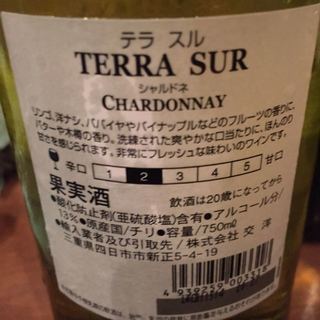 テラ スル
TERRA SUR
シャルドネ
CHARDONNAY
リンゴ、洋ナシ、パパイヤやパイナップルなどのフルーツの香りに、
バターや木樽の香り。洗練された爽やかな口当たりに、ほんのり
甘さを感じられます。非常にフレッシュな味わいのワインです。
辛口 1 2 3 4 5 甘口
果実酒 飲酒は20歳になってから
●酸化防止剤(亜硫酸塩)含有●アルコール分/
13%●原産国/チリ●容量/750ml
●輸入業者及び引取先/株式会社 交洋
三重県四日市市新正5-4-19
4 939259 003315